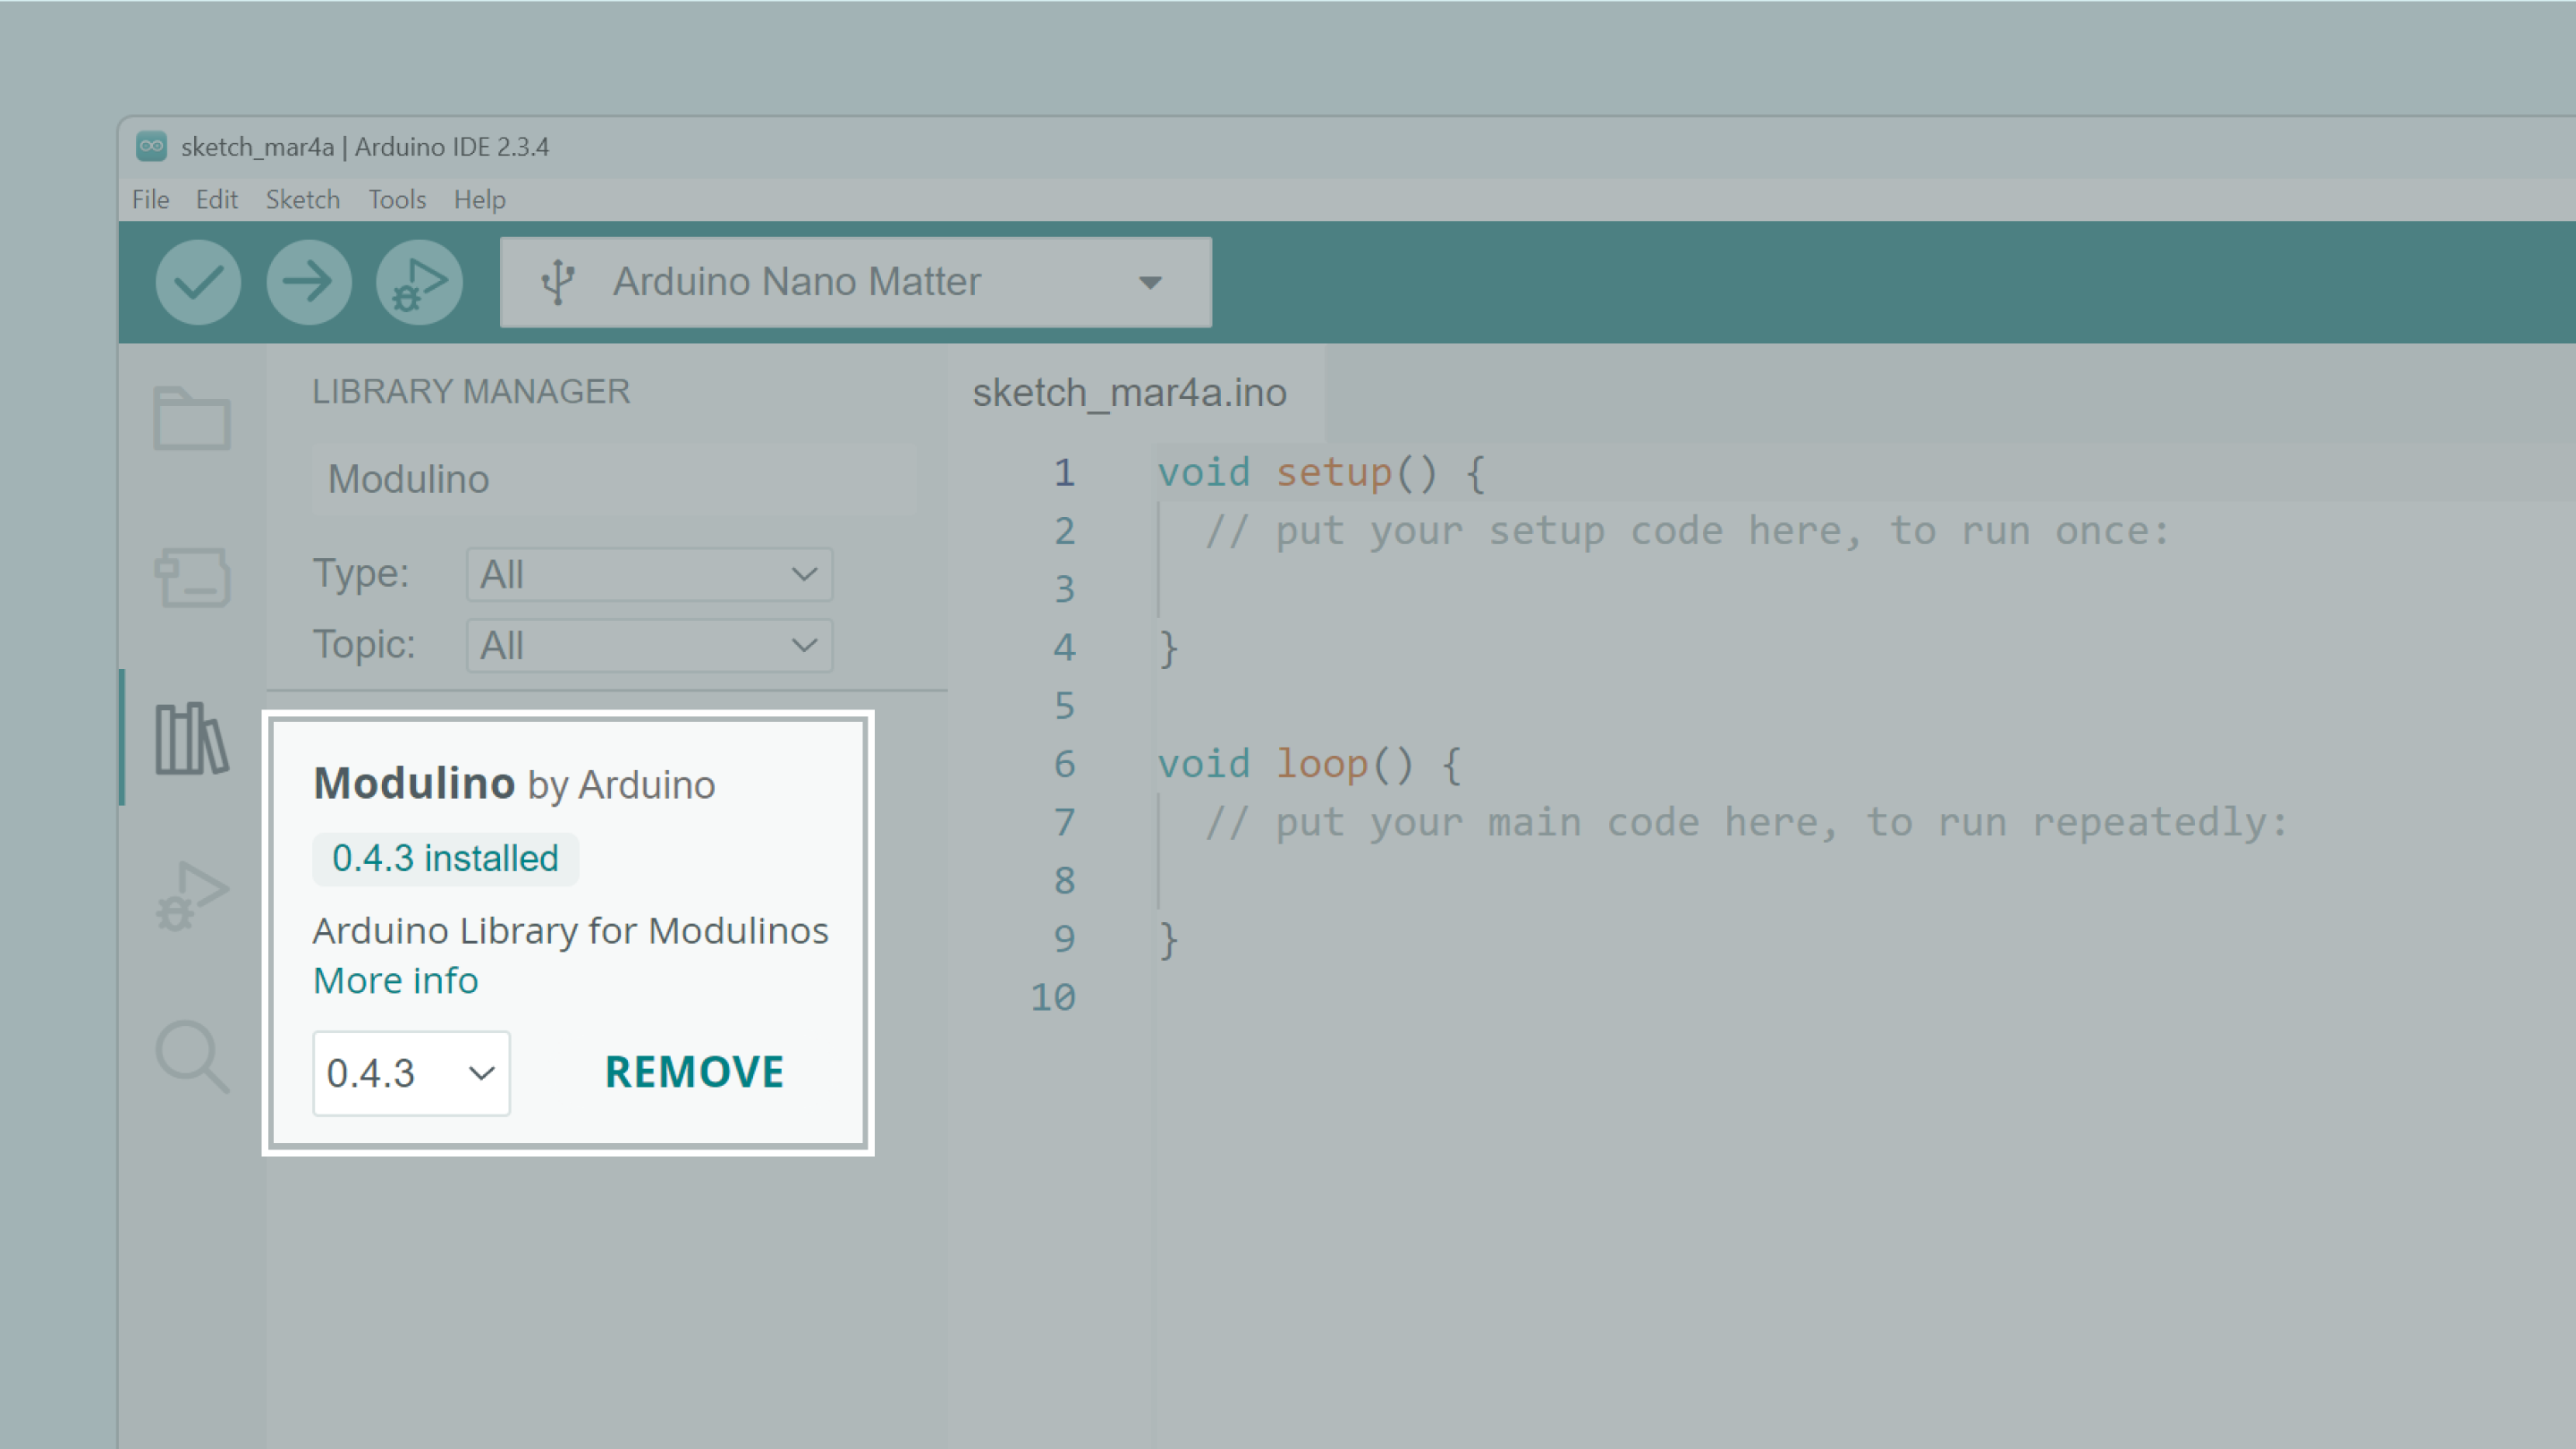 sketch_mar4a | Arduino IDE 2.3.4
File Edit Sketch Tools Help
Arduino Nano Matter
LIBRARY MANAGER
Modulino
Type: All
Topic: All
Modulino by Arduino
0.4.3 installed
Arduino Library for Modulinos
More info
0.4.3 REMOVE
sketch_mar4a.ino
1 void setup() {
2 // put your setup code here, to run once:
3
4 }
5
6 void loop() {
7 // put your main code here, to run repeatedly:
8
9 }
10